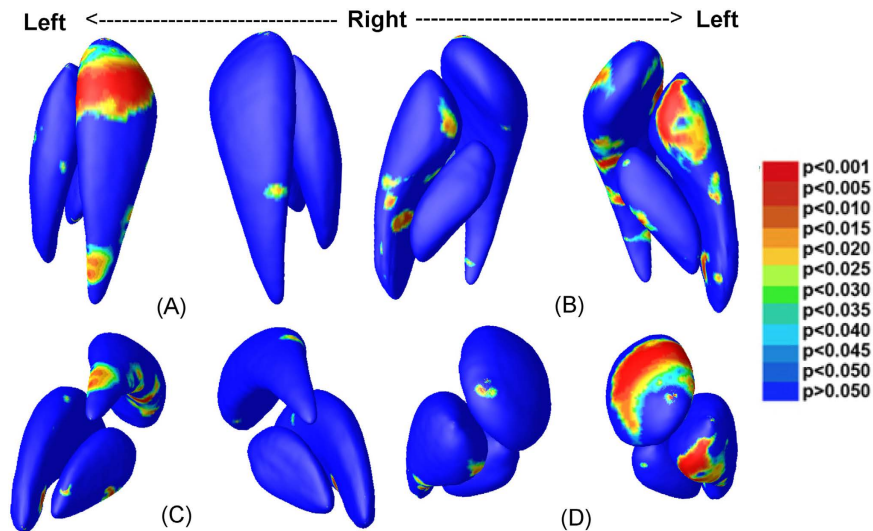 Left <------------------------ Right ------------------------> Left
(A)
(B)
p<0.001
p<0.005
p<0.010
p<0.015
p<0.020
p<0.025
p<0.030
p<0.035
p<0.040
p<0.045
p<0.050
p>0.050
(C)
(D)